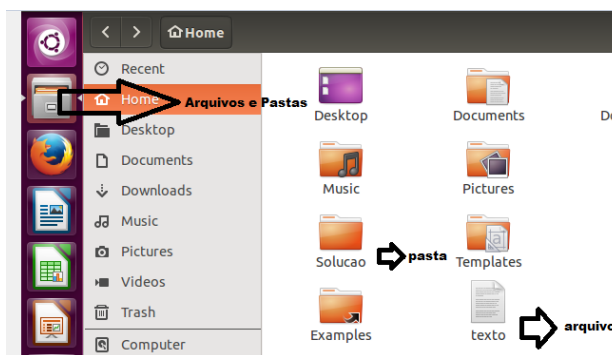 Home
Recent
Home
Arquivos e Pastas
Desktop
Documents
Downloads
Music
Pictures
Videos
Trash
Computer
Desktop
Documents
Music
Pictures
Solucao
pasta
Templates
Examples
texto
arquivo